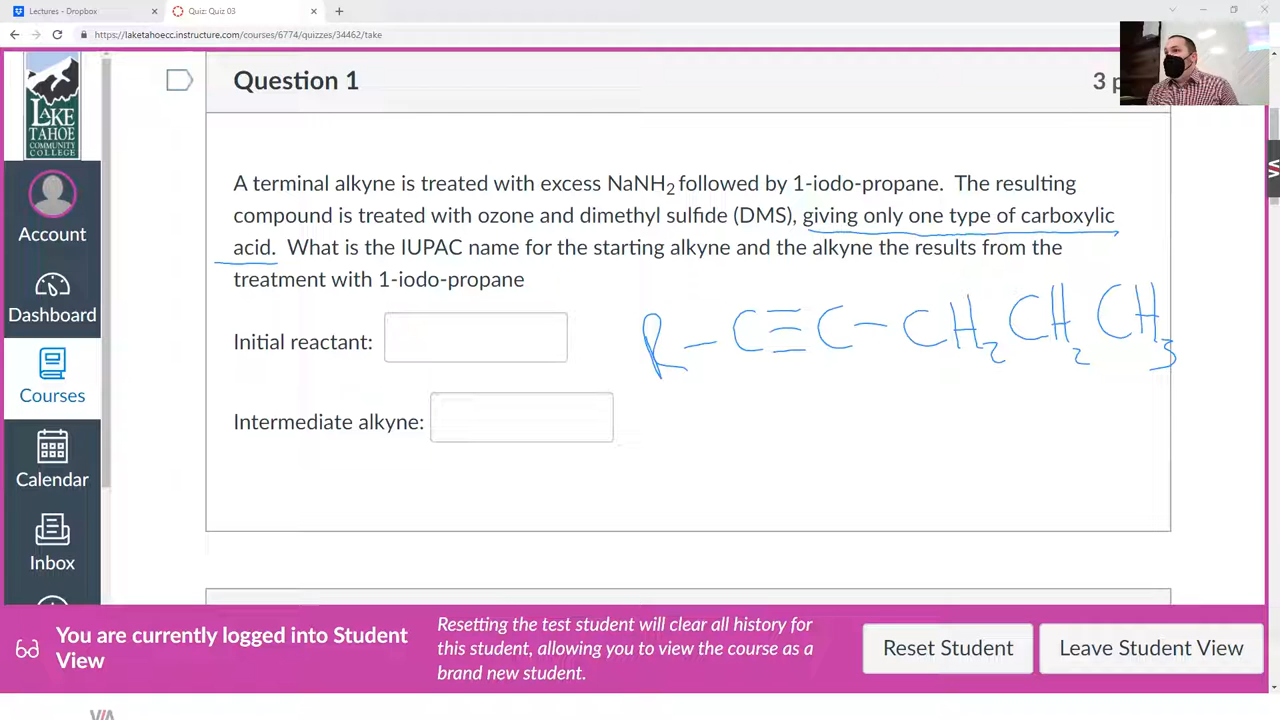 Lectures - Dropbox
Quiz: Quiz 03
https://laketahoecc.instructure.com/courses/6774/quizzes/34462/take
LAKE
TAHOE
COMMUNITY
COLLEGE
Account
Dashboard
Courses
Calendar
Inbox
Question 1
3 p
A terminal alkyne is treated with excess NaNH2 followed by 1-iodo-propane. The resulting
compound is treated with ozone and dimethyl sulfide (DMS), giving only one type of carboxylic
acid. What is the IUPAC name for the starting alkyne and the alkyne the results from the
treatment with 1-iodo-propane
Initial reactant:
R-C≡C-CH2CH2CH3
Intermediate alkyne:
You are currently logged into Student
View
Resetting the test student will clear all history for
this student, allowing you to view the course as a
brand new student.
Reset Student
Leave Student View